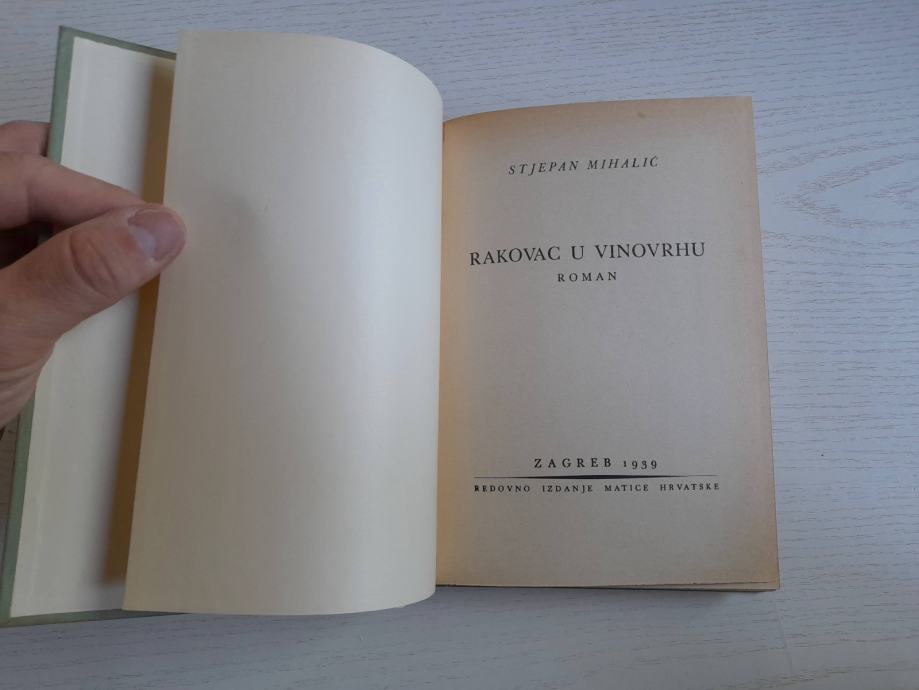 STJEPAN MIHALIĆ
RAKOVAC U VINOVRHU
ROMAN
ZAGREB 1939
REDOVNO IZDANJE MATICE HRVATSKE